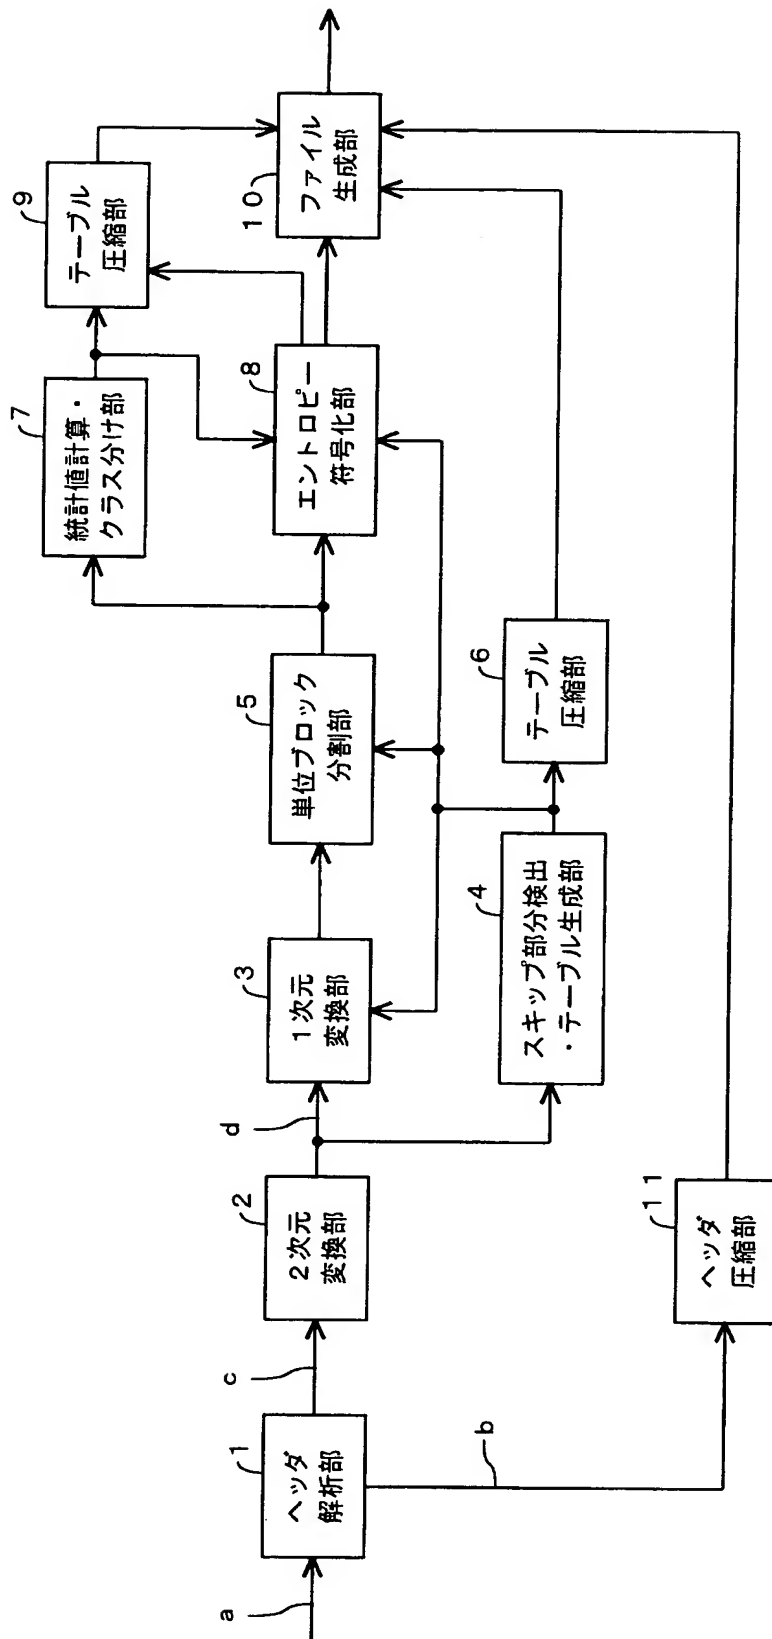 a
1
ヘッダ
解析部
b
c
2
2次元
変換部
d
3
1次元
変換部
4
スキップ部分検出
・テーブル生成部
5
単位ブロック
分割部
6
テーブル
圧縮部
7
統計値計算・
クラス分け部
8
エントロピー
符号化部
9
テーブル
圧縮部
10
ファイル
生成部
11
ヘッダ
圧縮部